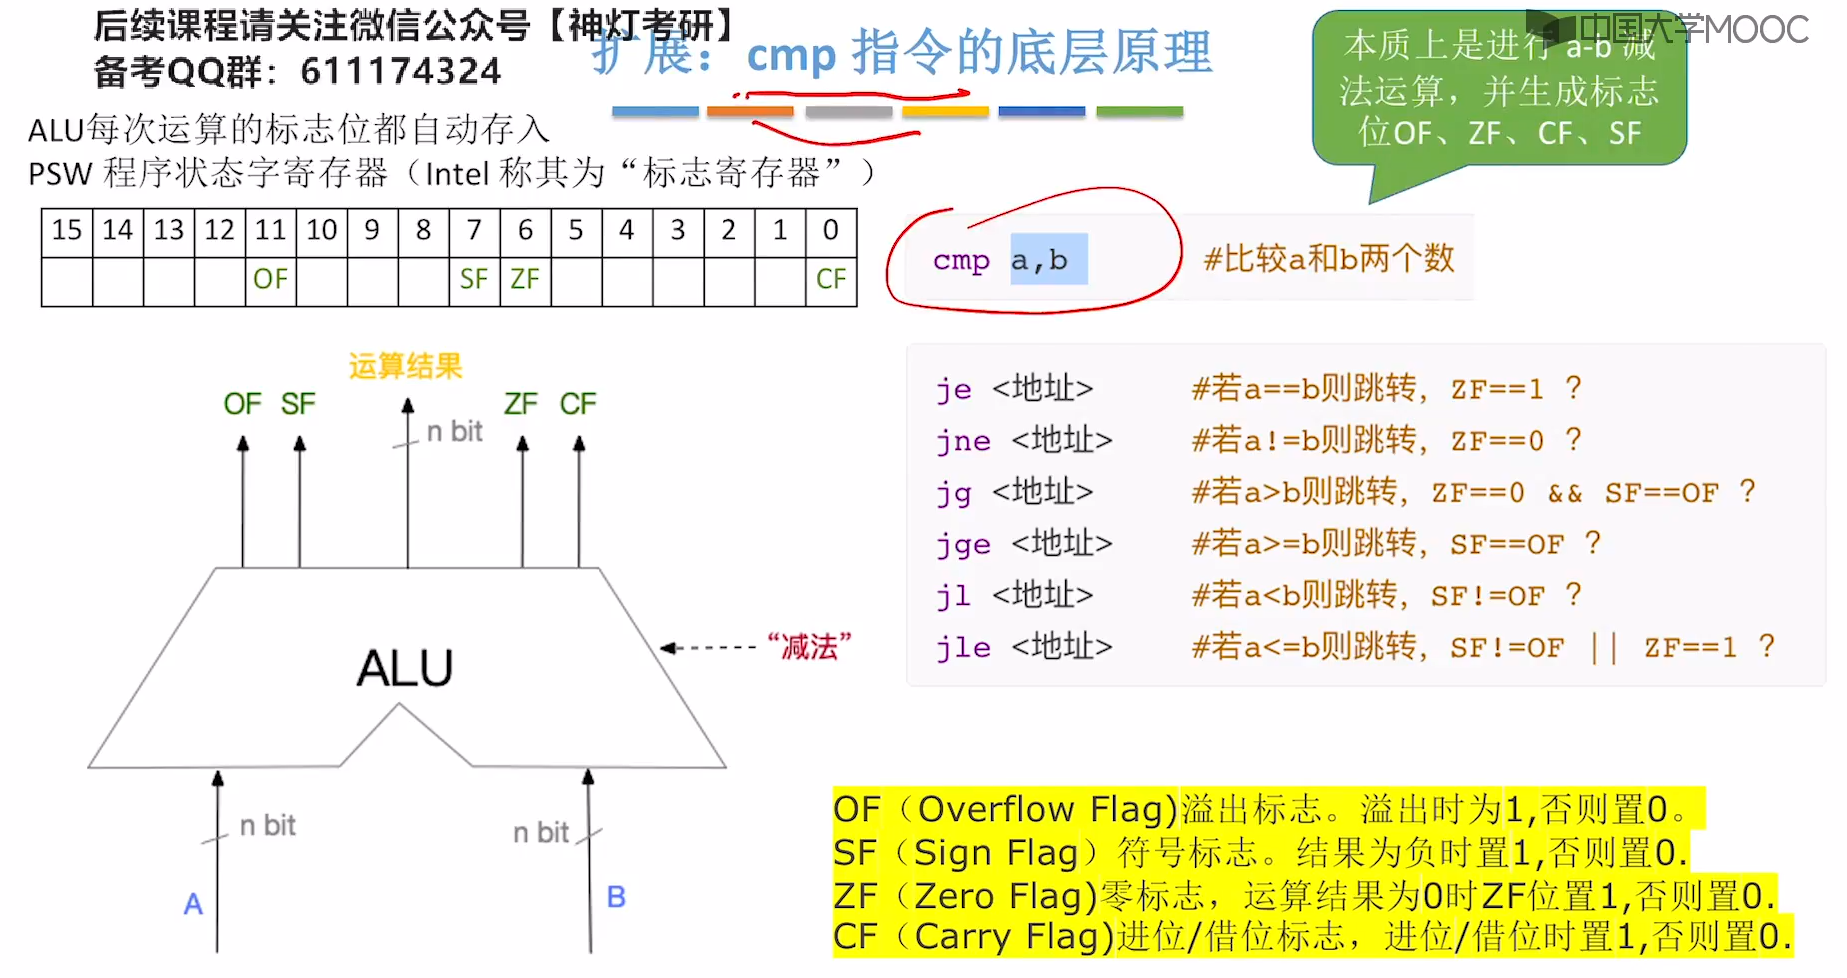 后续课程请关注微信公众号【神灯考研】
备考QQ群：611174324
扩展：cmp 指令的底层原理
中国大学MOOC
本质上是进行 a-b 减
法运算，并生成标志
位OF、ZF、CF、SF
ALU每次运算的标志位都自动存入
PSW 程序状态字寄存器（Intel 称其为“标志寄存器”）
15 14 13 12 11 10 9 8 7 6 5 4 3 2 1 0
OF SF ZF CF
cmp a,b #比较a和b两个数
运算结果
OF SF ZF CF
n bit
ALU
“减法”
n bit n bit
A B
je <地址> #若a==b则跳转，ZF==1 ？
jne <地址> #若a!=b则跳转，ZF==0 ？
jg <地址> #若a>b则跳转，ZF==0 && SF==OF ？
jge <地址> #若a>=b则跳转，SF==OF ？
jl <地址> #若a<b则跳转，SF!=OF ？
jle <地址> #若a<=b则跳转，SF!=OF || ZF==1 ？
OF（Overflow Flag)溢出标志。溢出时为1,否则置0。
SF（Sign Flag）符号标志。结果为负时置1,否则置0.
ZF（Zero Flag)零标志，运算结果为0时ZF位置1,否则置0.
CF（Carry Flag)进位/借位标志，进位/借位时置1,否则置0.